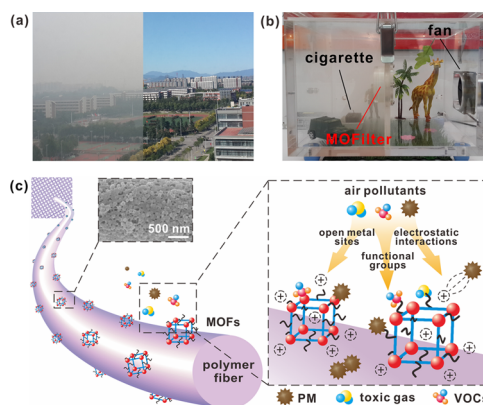 (a)
(b)
fan
cigarette
MOFilter
(c)
500 nm
MOFs
polymer
fiber
air pollutants
open metal
sites
electrostatic
interactions
functional
groups
PM
toxic gas
VOCs